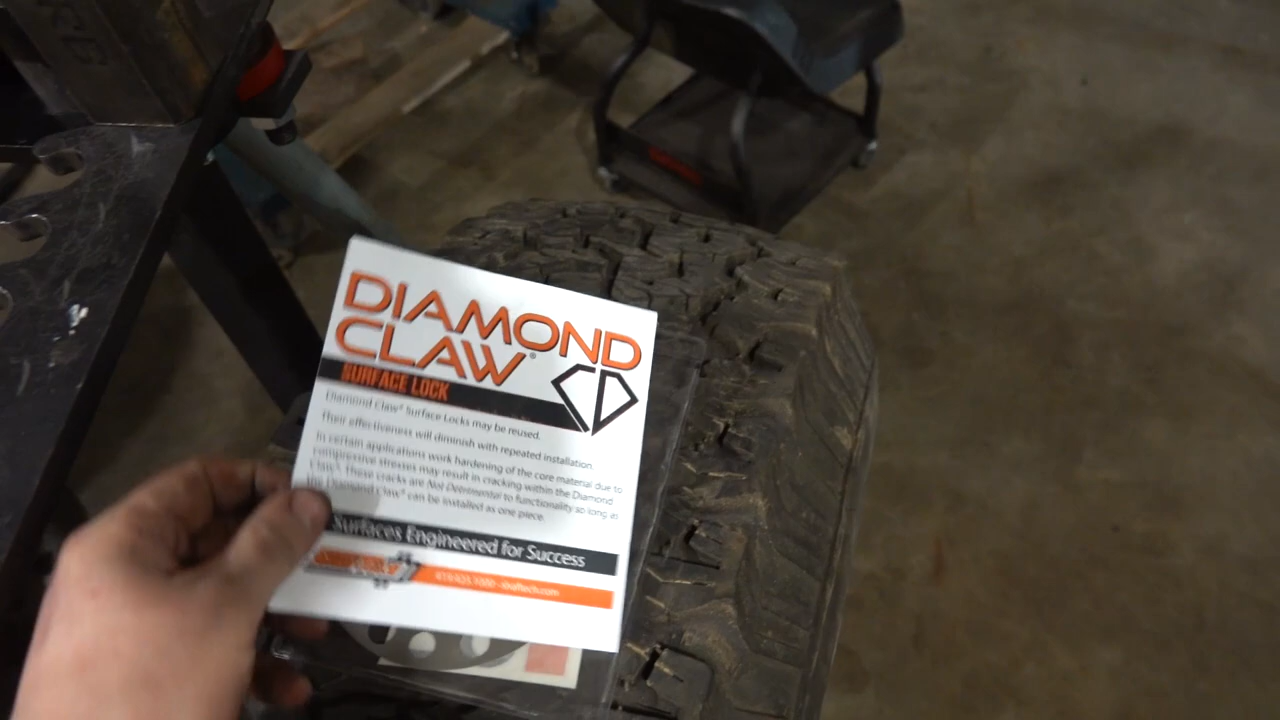 DIAMOND
CLAW®
SURFACE LOCK
Diamond Claw® Surface Locks may be reused.
Their effectiveness will diminish with repeated installation.
In certain applications work hardening of the core material due to
compressive stresses may result in cracking within the Diamond
Claw®. These cracks are Not Detrimental to functionality so long as
the Diamond Claw® can be installed as one piece.
Surfaces Engineered for Success